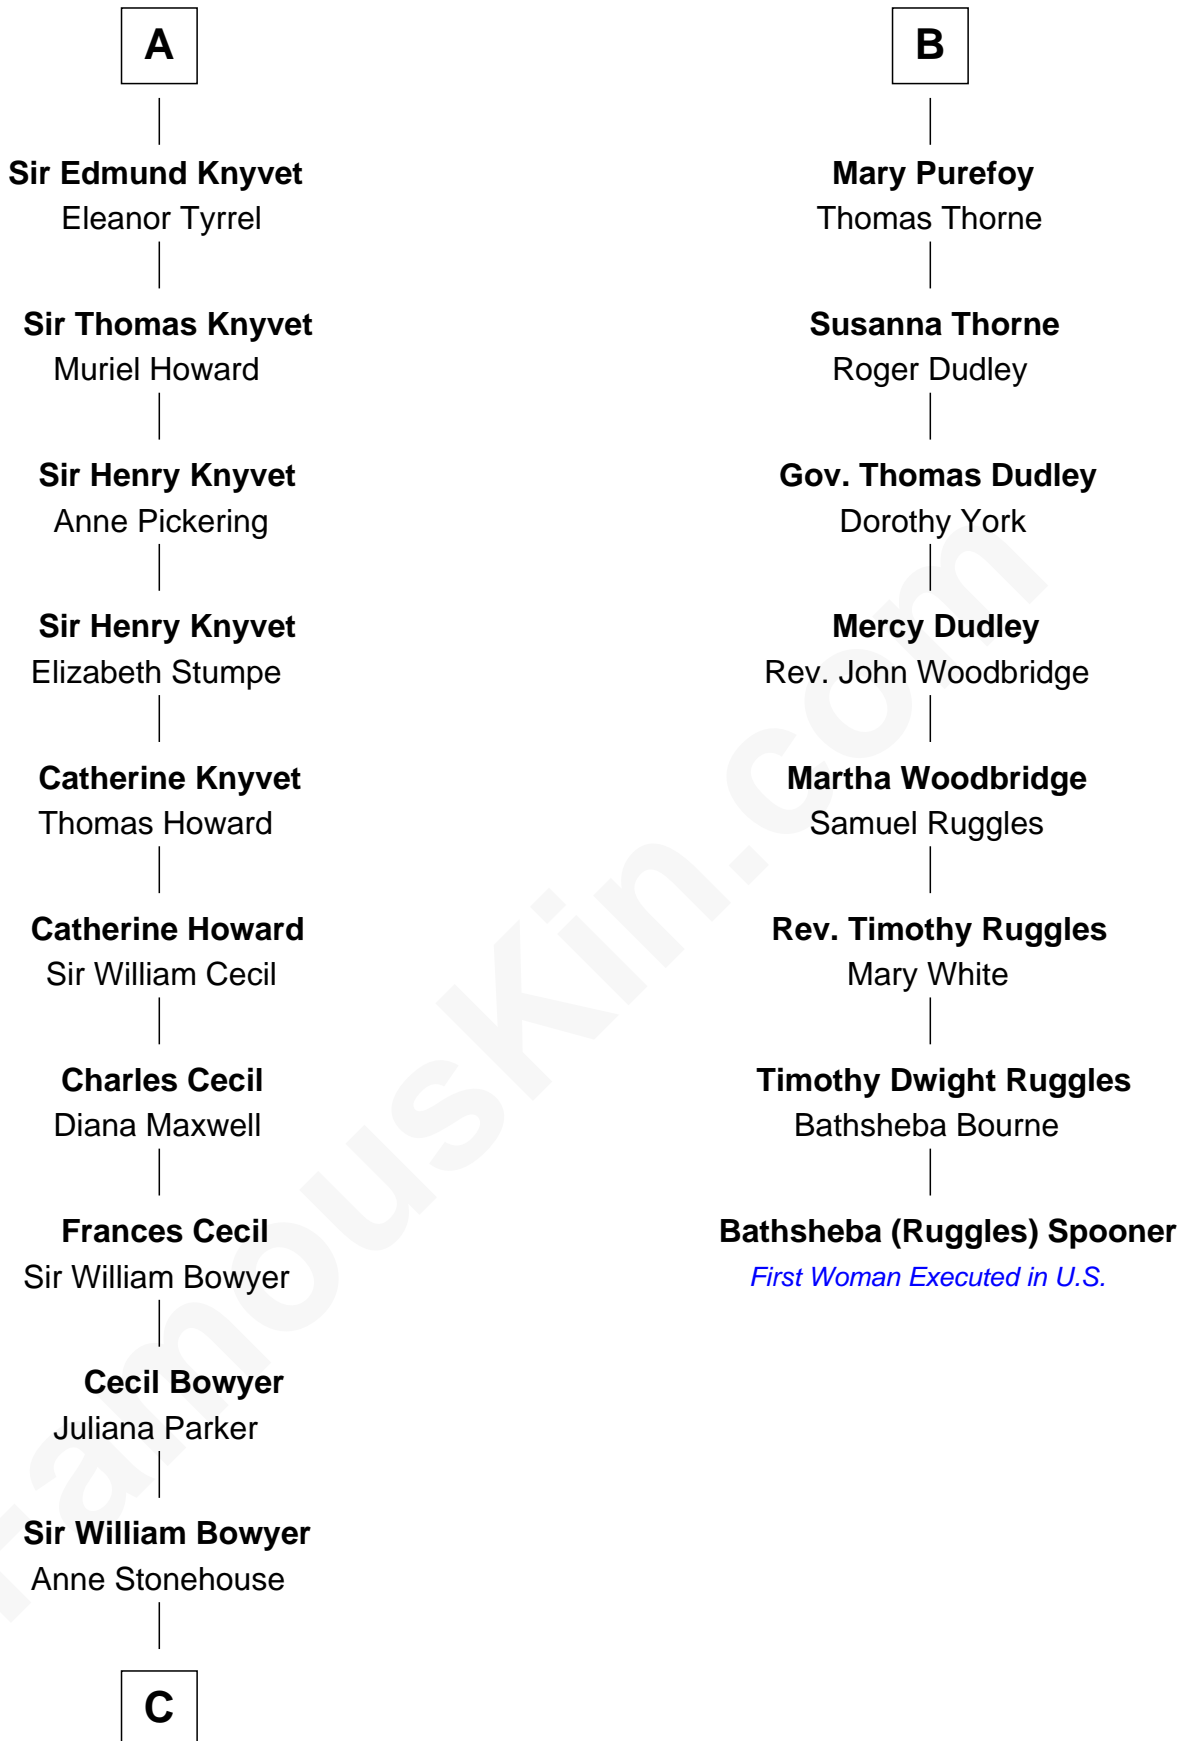 A
Sir Edmund Knyvet
Eleanor Tyrrel
Sir Thomas Knyvet
Muriel Howard
Sir Henry Knyvet
Anne Pickering
Sir Henry Knyvet
Elizabeth Stumpe
Catherine Knyvet
Thomas Howard
Catherine Howard
Sir William Cecil
Charles Cecil
Diana Maxwell
Frances Cecil
Sir William Bowyer
Cecil Bowyer
Juliana Parker
Sir William Bowyer
Anne Stonehouse
C
B
Mary Purefoy
Thomas Thorne
Susanna Thorne
Roger Dudley
Gov. Thomas Dudley
Dorothy York
Mercy Dudley
Rev. John Woodbridge
Martha Woodbridge
Samuel Ruggles
Rev. Timothy Ruggles
Mary White
Timothy Dwight Ruggles
Bathsheba Bourne
Bathsheba (Ruggles) Spooner
First Woman Executed in U.S.
FamousKin.com